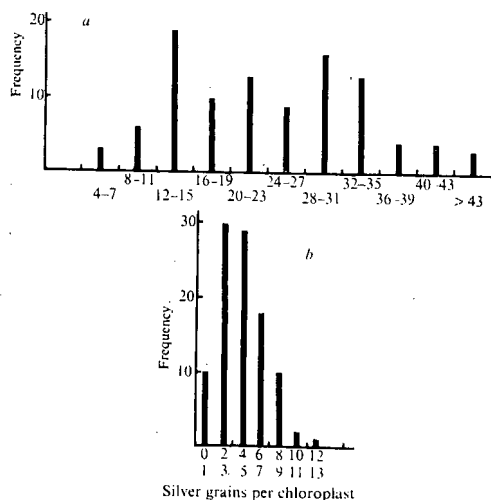 20
a
Frequency
10
8–11 16–19 24–27 32–35 40–43
4–7 12–15 20–23 28–31 36–39 > 43
30
b
20
Frequency
10
0 2 4 6 8 10 12
1 3 5 7 9 11 13
Silver grains per chloroplast